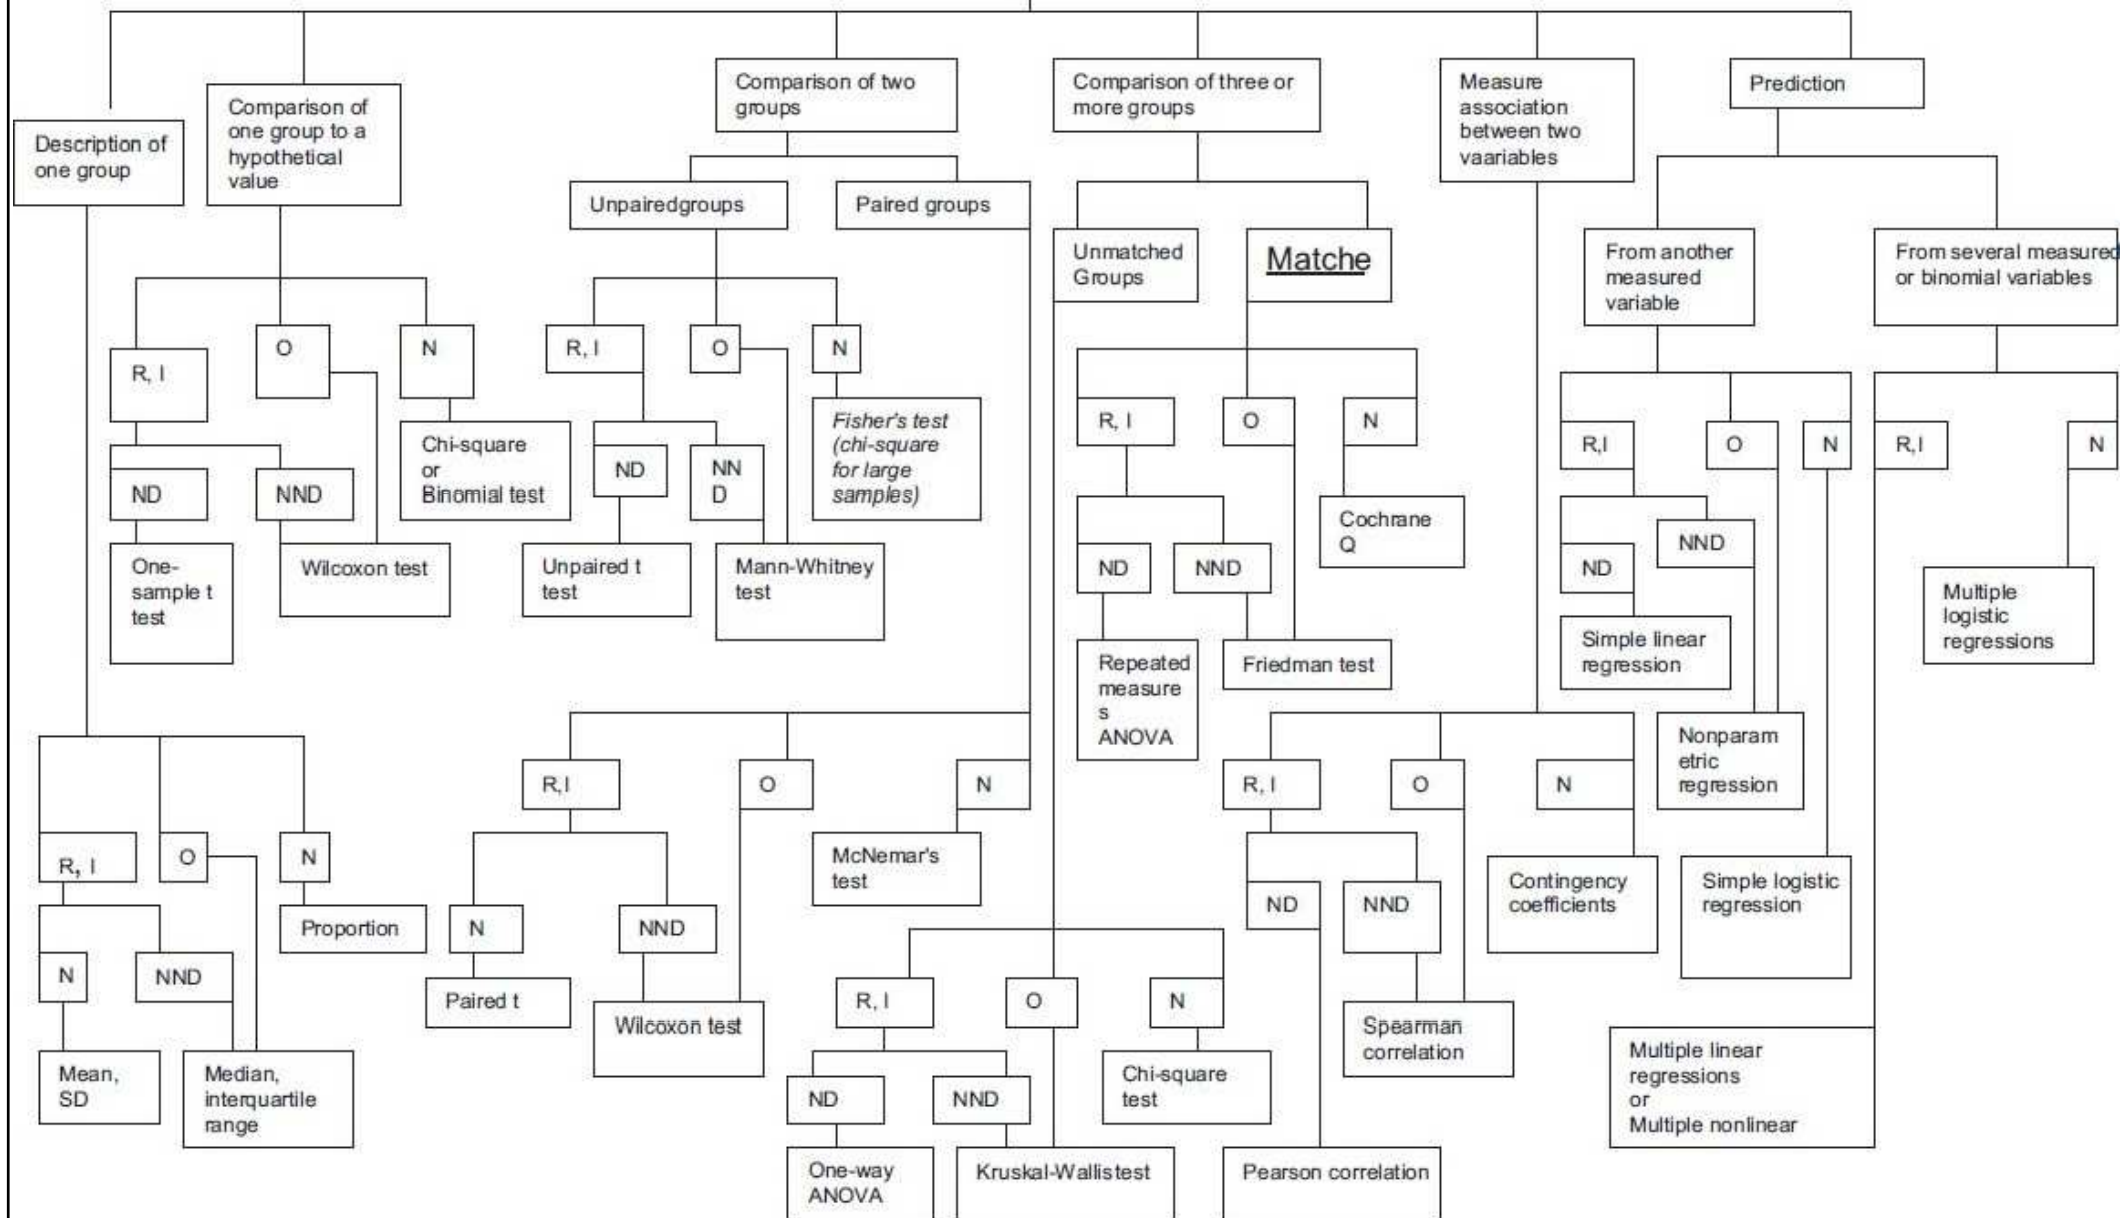 Description of
one group
Comparison of
one group to a
hypothetical
value
Comparison of two
groups
Comparison of three or
more groups
Measure
association
between two
vaariables
Prediction
Unpairedgroups
Paired groups
Unmatched
Groups
Matche
From another
measured
variable
From several measured
or binomial variables
R, I
O
N
ND
NND
One-
sample t
test
Wilcoxon test
Chi-square
or
Binomial test
R, I
O
N
ND
NN
D
Unpaired t
test
Mann-Whitney
test
Fisher's test
(chi-square
for large
samples)
R, I
O
N
ND
NND
Repeated
measure
s
ANOVA
Friedman test
Cochrane
Q
R,I
O
N
ND
NND
Simple linear
regression
Nonparam
etric
regression
Simple logistic
regression
R,I
N
Multiple
logistic
regressions
Multiple linear
regressions
or
Multiple nonlinear
R, I
O
N
N
NND
Mean,
SD
Median,
interquartile
range
Proportion
R,I
O
N
N
NND
Paired t
Wilcoxon test
McNemar's
test
R, I
O
N
ND
NND
One-way
ANOVA
Kruskal-Wallistest
Chi-square
test
R, I
O
N
ND
NND
Pearson correlation
Spearman
correlation
Contingency
coefficients